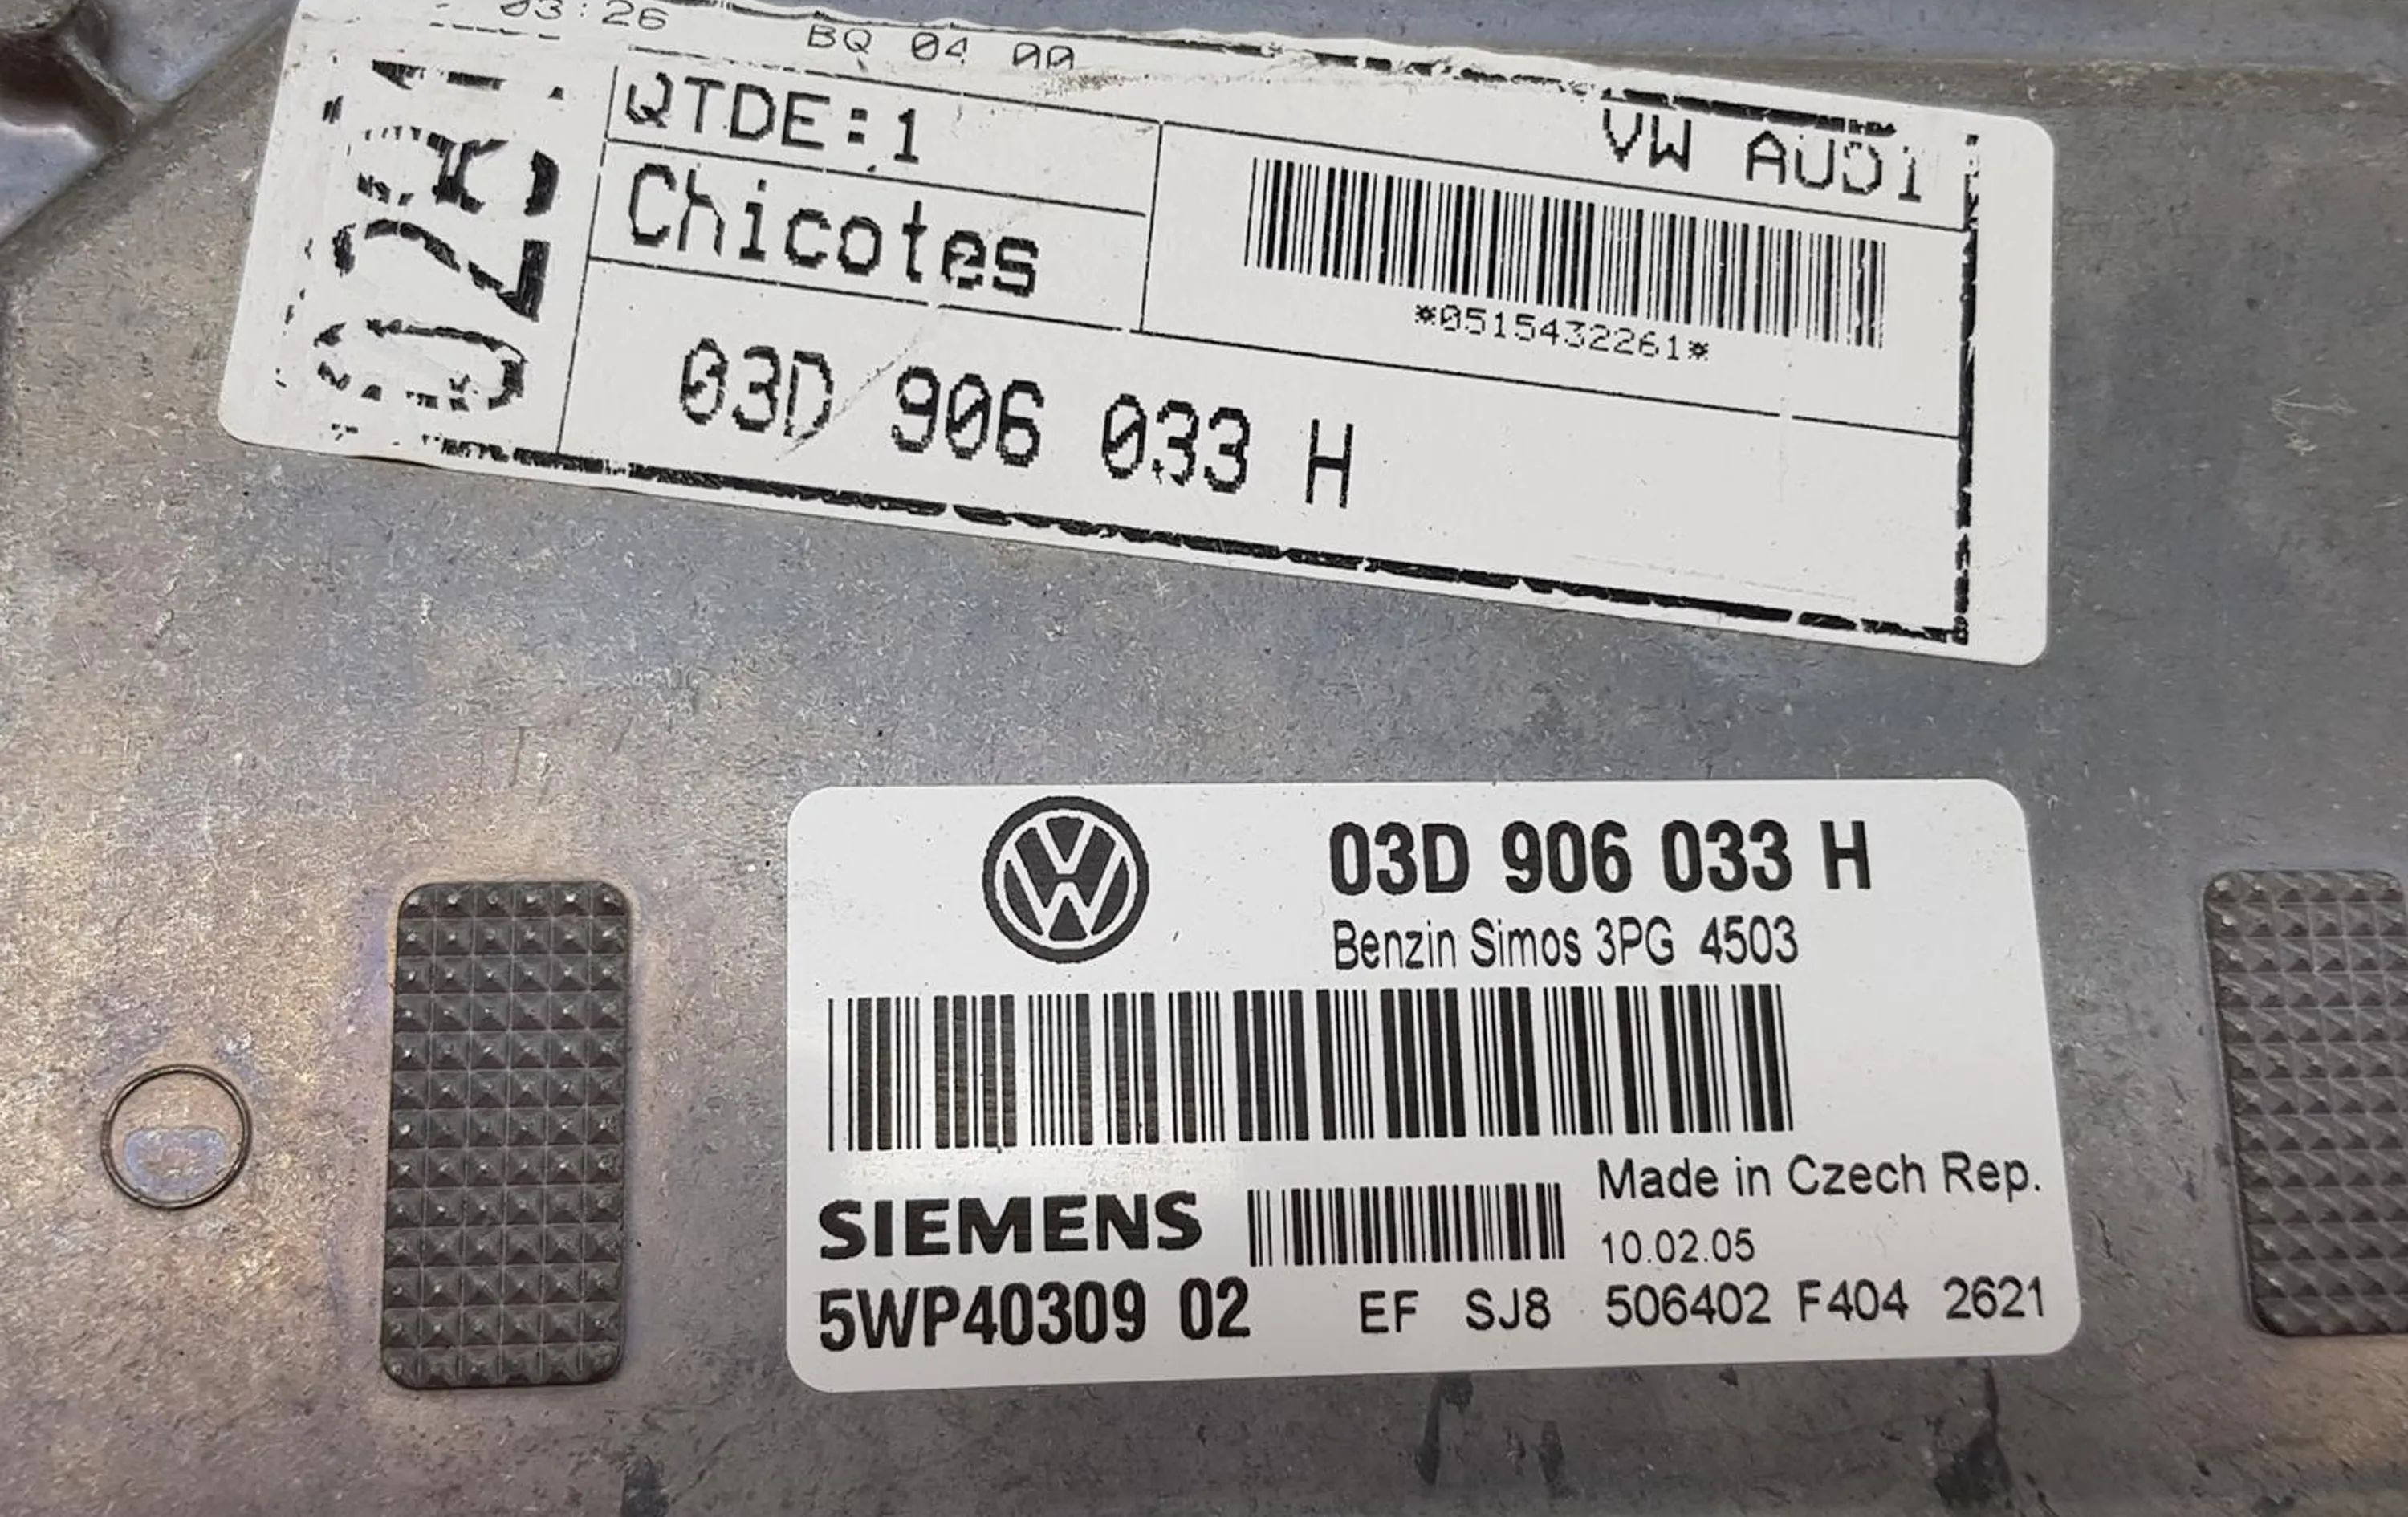 03:26 BQ 04 00
QTDE:1
VW AUDI
Chicotes
*0515432261*
03D 906 033 H
03D 906 033 H
Benzin Simos 3PG 4503
Made in Czech Rep.
SIEMENS
10.02.05
5WP40309 02 EF SJ8 506402 F404 2621